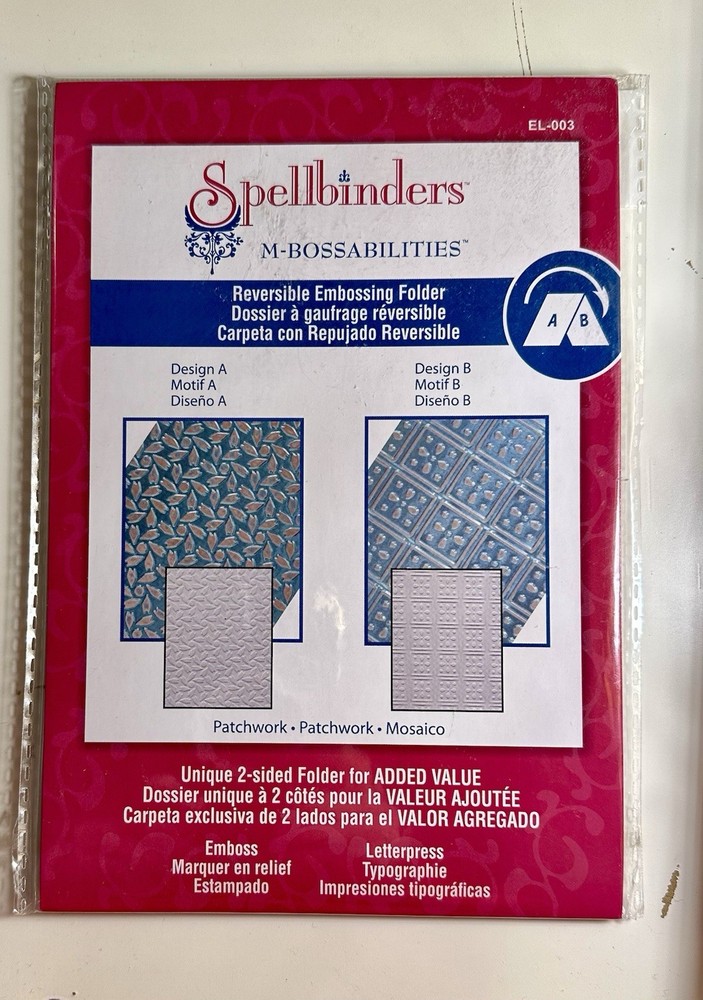 EL-003
Spellbinders™
M-BOSSABILITIES™
Reversible Embossing Folder
Dossier à gaufrage réversible
Carpeta con Repujado Reversible
A B
Design A
Motif A
Diseño A
Design B
Motif B
Diseño B
Patchwork • Patchwork • Mosaico
Unique 2-sided Folder for ADDED VALUE
Dossier unique à 2 côtés pour la VALEUR AJOUTÉE
Carpeta exclusiva de 2 lados para el VALOR AGREGADO
Emboss
Marquer en relief
Estampado
Letterpress
Typographie
Impresiones tipográficas